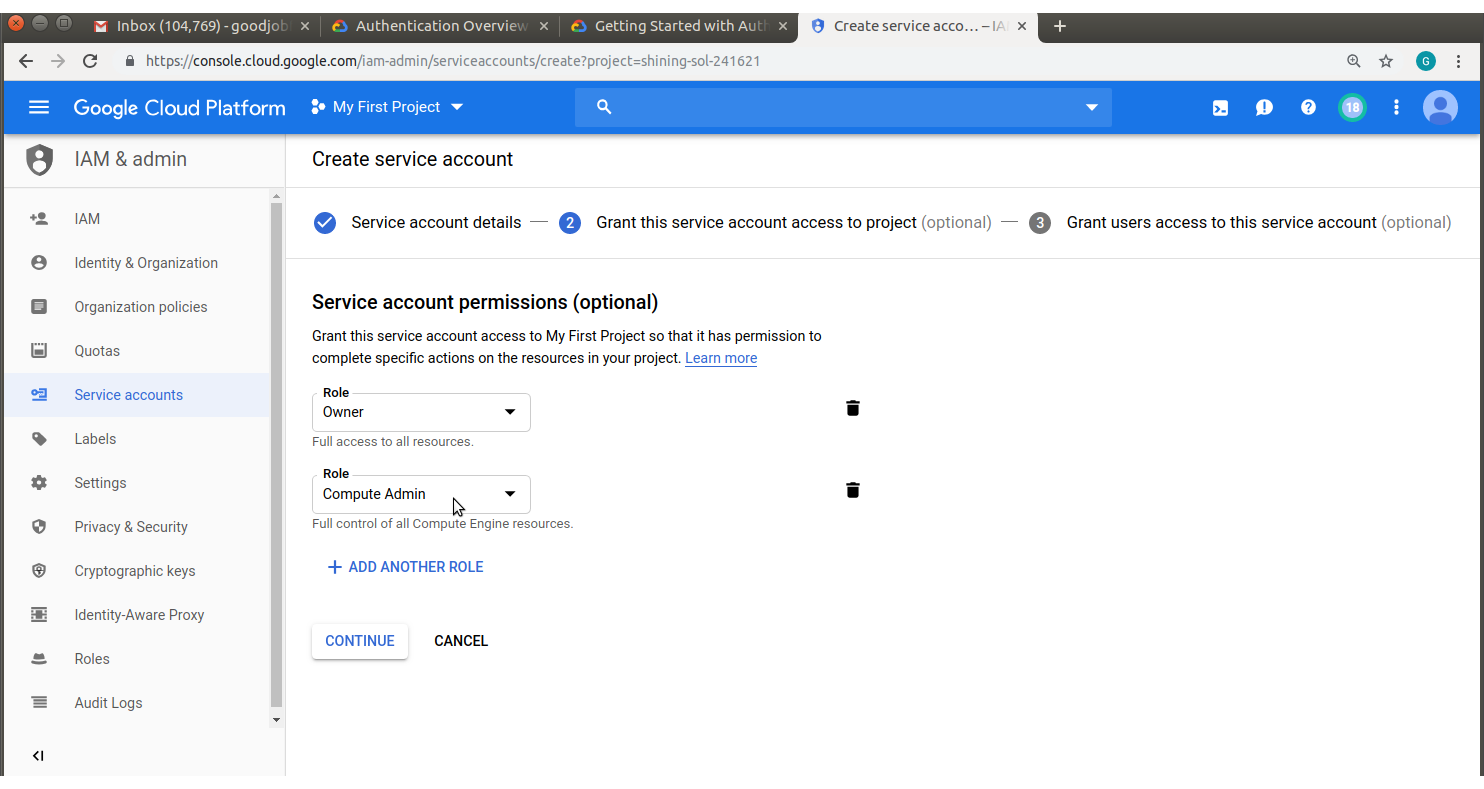 Inbox (104,769) - goodjob
Authentication Overview
Getting Started with Auth
Create service acco… – IA
https://console.cloud.google.com/iam-admin/serviceaccounts/create?project=shining-sol-241621
G
Google Cloud Platform
My First Project
18
IAM & admin
Create service account
IAM
Identity & Organization
Organization policies
Quotas
Service accounts
Labels
Settings
Privacy & Security
Cryptographic keys
Identity-Aware Proxy
Roles
Audit Logs
Service account details
2 Grant this service account access to project (optional)
3 Grant users access to this service account (optional)
Service account permissions (optional)
Grant this service account access to My First Project so that it has permission to
complete specific actions on the resources in your project. Learn more
Role
Owner
Full access to all resources.
Role
Compute Admin
Full control of all Compute Engine resources.
ADD ANOTHER ROLE
CONTINUE
CANCEL